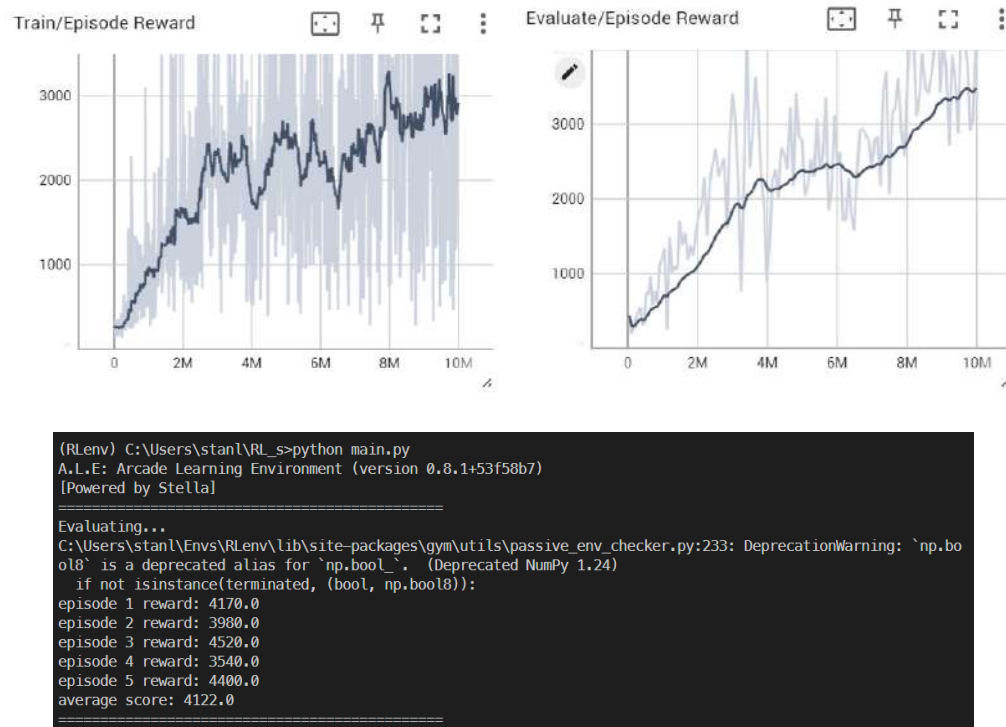 Train/Episode Reward
3000
2000
1000
0 2M 4M 6M 8M 10M
Evaluate/Episode Reward
3000
2000
1000
0 2M 4M 6M 8M 10M
(RLenv) C:\Users\stanl\RL_s>python main.py
A.L.E: Arcade Learning Environment (version 0.8.1+53f58b7)
[Powered by Stella]
============================================
Evaluating...
C:\Users\stanl\Envs\RLenv\lib\site-packages\gym\utils\passive_env_checker.py:233: DeprecationWarning: `np.bo
ol8` is a deprecated alias for `np.bool_`.  (Deprecated NumPy 1.24)
  if not isinstance(terminated, (bool, np.bool8)):
episode 1 reward: 4170.0
episode 2 reward: 3980.0
episode 3 reward: 4520.0
episode 4 reward: 3540.0
episode 5 reward: 4400.0
average score: 4122.0
============================================